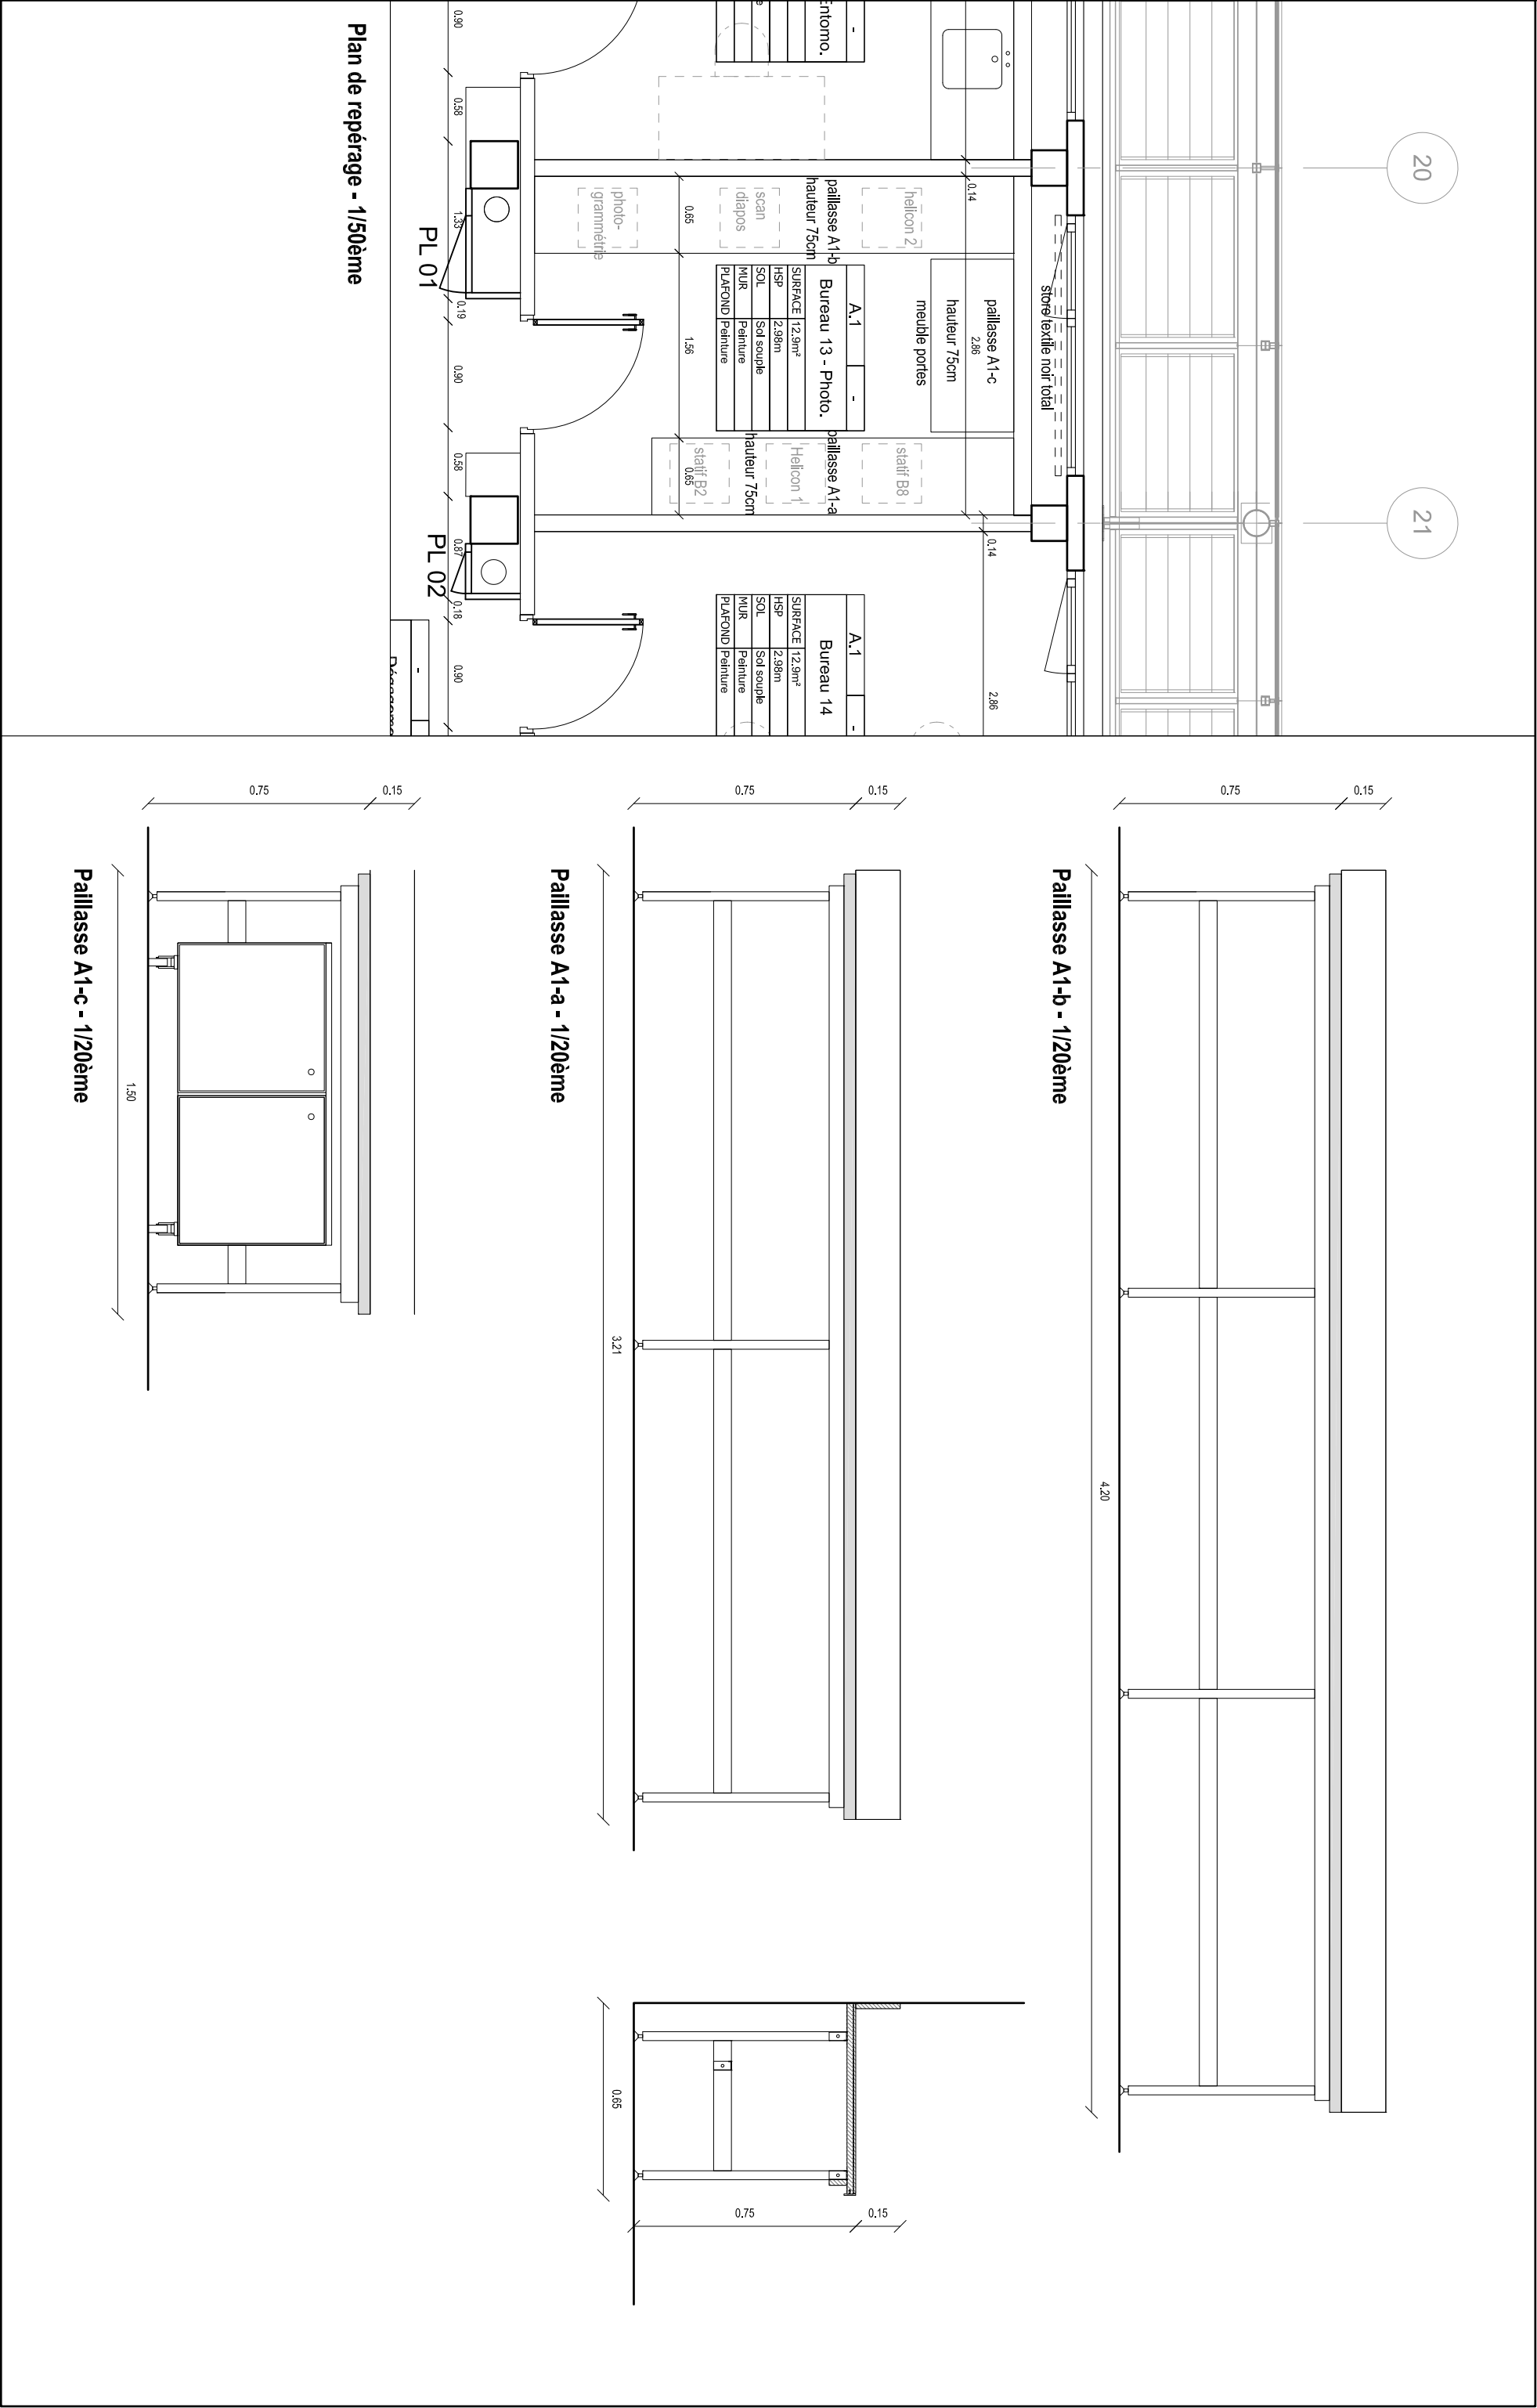 20
21
Entomo.
-
0.14
2.86
helicon 2
scan
diapos
photo-
grammétrie
paillasse A1-b
hauteur 75cm
0.65
1.56
0.65
store textile noir total
paillasse A1-c
hauteur 75cm
meuble portes
A.1 -
Bureau 13 - Photo.
SURFACE 12.9m²
HSP 2.98m
SOL Sol souple
MUR Peinture
PLAFOND Peinture
statif B8
Helicon 1
statif B2
paillasse A1-a
hauteur 75cm
0.14
2.86
A.1 -
Bureau 14
SURFACE 12.9m²
HSP 2.98m
SOL Sol souple
MUR Peinture
PLAFOND Peinture
0.90
0.58
1.33
0.19
0.90
0.58
0.87
0.18
0.90
PL 01
PL 02
-
Plan de repérage - 1/50ème
0.15
0.75
4.20
Paillasse A1-b - 1/20ème
0.15
0.75
3.21
Paillasse A1-a - 1/20ème
0.15
0.75
0.65
0.15
0.75
1.50
Paillasse A1-c - 1/20ème